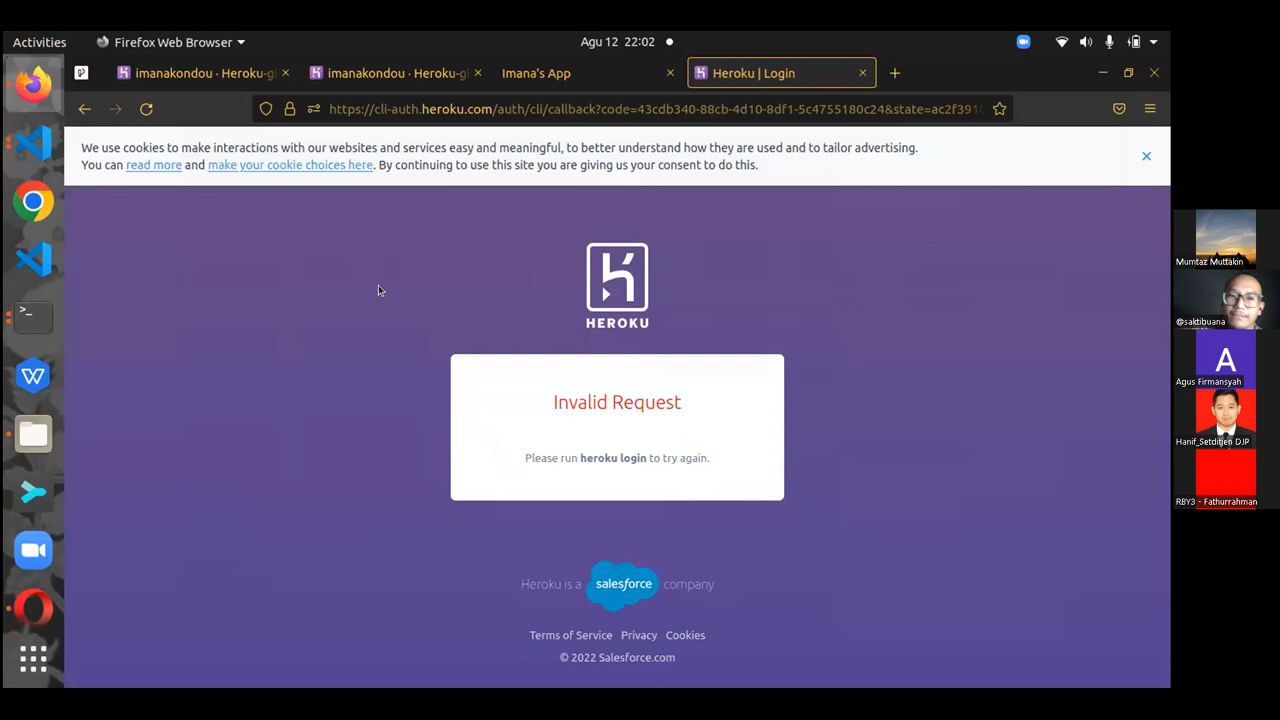 Activities
Firefox Web Browser
Agu 12 22:02
imanakondou · Heroku-gi
imanakondou · Heroku-gi
Imana's App
Heroku | Login
https://cli-auth.heroku.com/auth/cli/callback?code=43cdb340-88cb-4d10-8df1-5c4755180c24&state=ac2f3910
We use cookies to make interactions with our websites and services easy and meaningful, to better understand how they are used and to tailor advertising.
You can read more and make your cookie choices here. By continuing to use this site you are giving us your consent to do this.
HEROKU
Invalid Request
Please run heroku login to try again.
Heroku is a salesforce company
Terms of Service Privacy Cookies
© 2022 Salesforce.com
Mumtaz Muttakin
@saktibuana
A
Agus Firmansyah
Hanif_Setditjen DJP
RBY3 - Fathurrahman